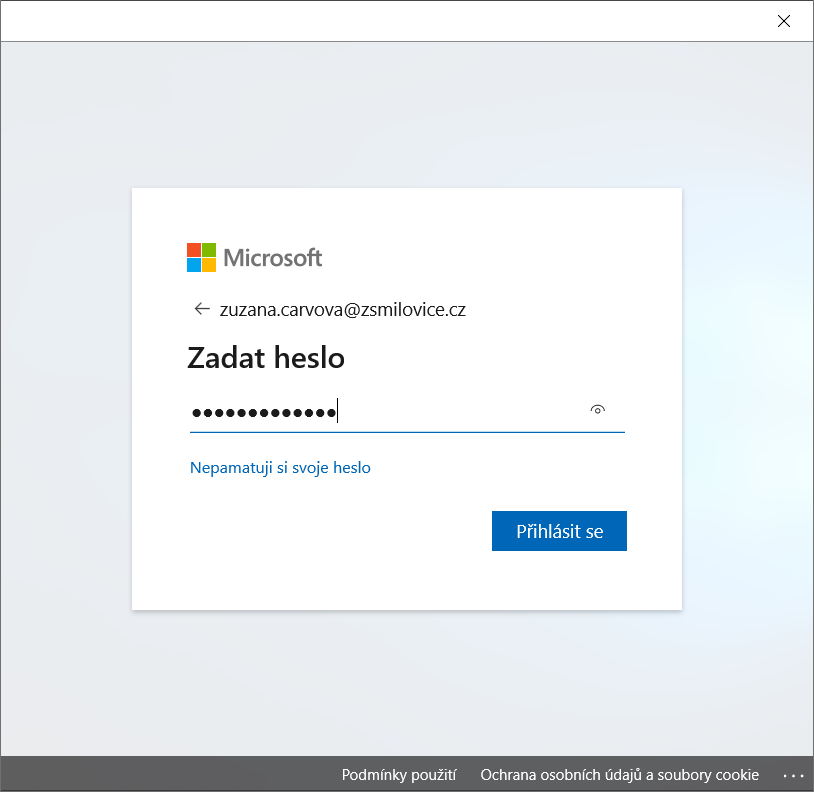 Microsoft
zuzana.carvova@zsmilovice.cz
Zadat heslo
●●●●●●●●●●●●●
Nepamatuji si svoje heslo
Přihlásit se
Podmínky použití Ochrana osobních údajů a soubory cookie ...